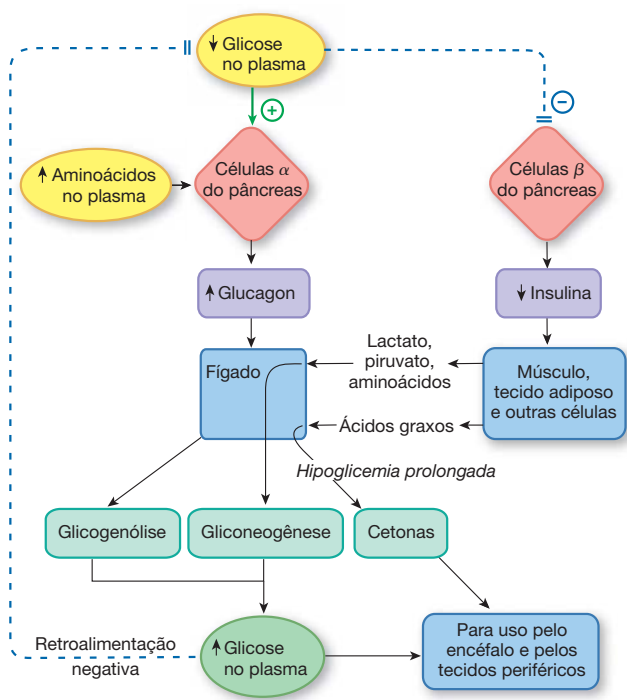 ↓ Glicose
no plasma
+
−
↑ Aminoácidos
no plasma
Células α
do pâncreas
Células β
do pâncreas
↑ Glucagon
↓ Insulina
Fígado
Lactato,
piruvato,
aminoácidos
Músculo,
tecido adiposo
e outras células
Ácidos graxos
Hipoglicemia prolongada
Glicogenólise
Gliconeogênese
Cetonas
Retroalimentação
negativa
↑ Glicose
no plasma
Para uso pelo
encéfalo e pelos
tecidos periféricos